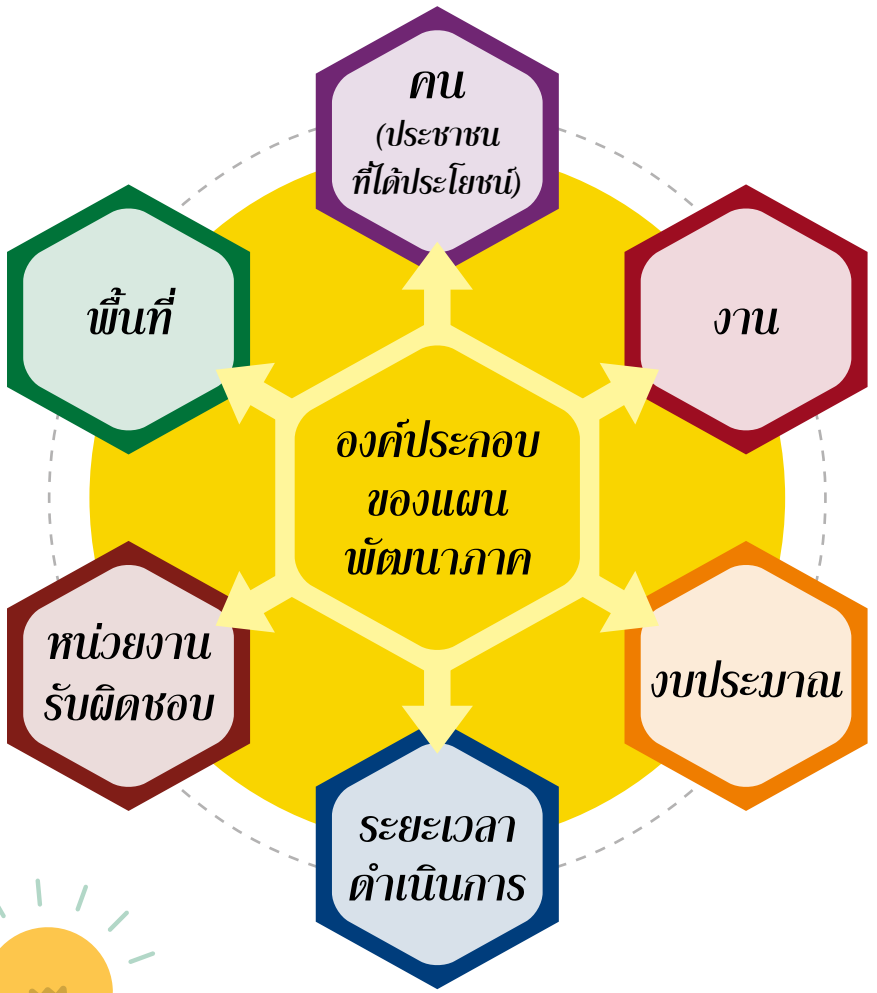 คน
(ประชาชน
ที่ได้ประโยชน์)
งาน
งบประมาณ
ระยะเวลา
ดำเนินการ
หน่วยงาน
รับผิดชอบ
พื้นที่
องค์ประกอบ
ของแผน
พัฒนาภาค